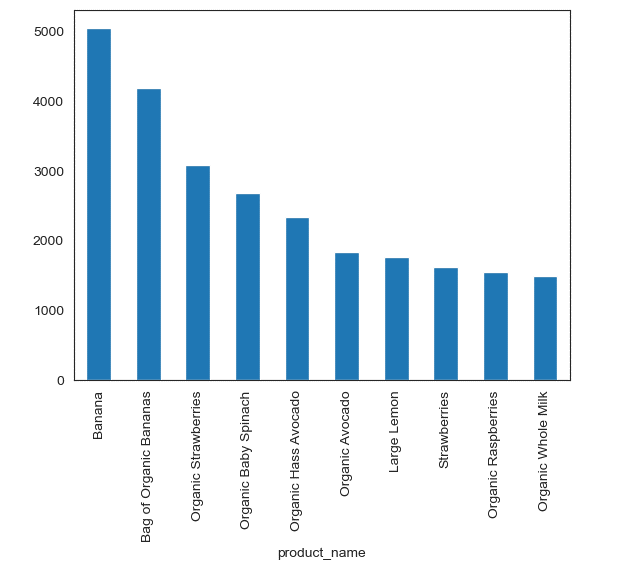 5000
4000
3000
2000
1000
0
Banana
Bag of Organic Bananas
Organic Strawberries
Organic Baby Spinach
Organic Hass Avocado
Organic Avocado
Large Lemon
Strawberries
Organic Raspberries
Organic Whole Milk
product_name